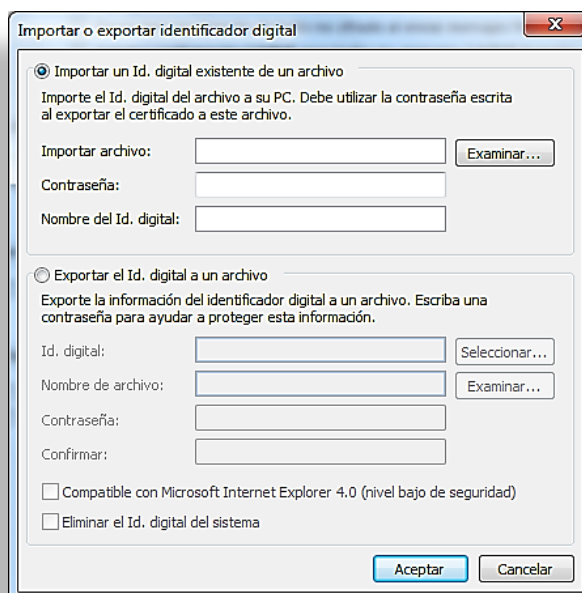 Importar o exportar identificador digital
Importar un Id. digital existente de un archivo
Importe el Id. digital del archivo a su PC. Debe utilizar la contraseña escrita
al exportar el certificado a este archivo.
Importar archivo:
Examinar...
Contraseña:
Nombre del Id. digital:
Exportar el Id. digital a un archivo
Exporte la información del identificador digital a un archivo. Escriba una
contraseña para ayudar a proteger esta información.
Id. digital:
Seleccionar...
Nombre de archivo:
Examinar...
Contraseña:
Confirmar:
Compatible con Microsoft Internet Explorer 4.0 (nivel bajo de seguridad)
Eliminar el Id. digital del sistema
Aceptar
Cancelar